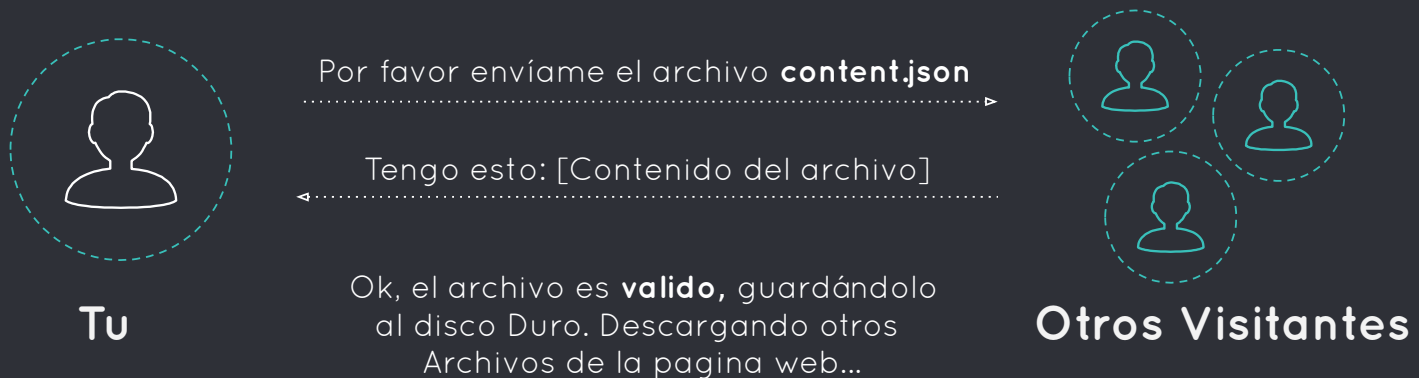 Por favor envíame el archivo content.json
Tengo esto: [Contenido del archivo]
Ok, el archivo es valido, guardándolo
al disco Duro. Descargando otros
Archivos de la pagina web...
Tu
Otros Visitantes